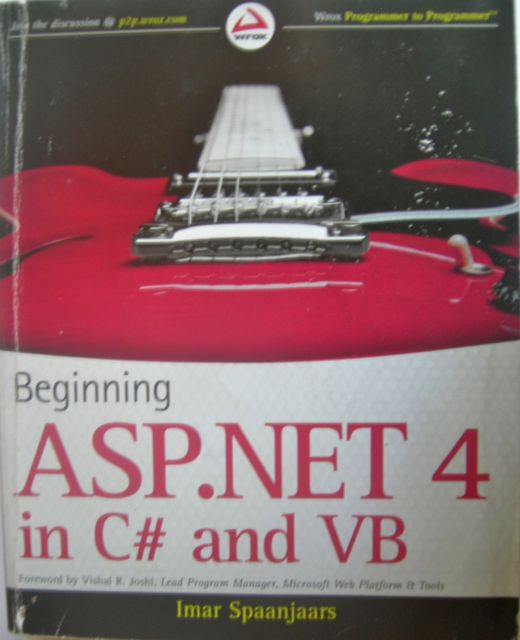 Join the discussion @ p2p.wrox.com
Wrox Programmer to Programmer™
WROX
Beginning
ASP.NET 4
in C# and VB
Foreword by Vishal R. Joshi, Lead Program Manager, Microsoft Web Platform & Tools
Imar Spaanjaars